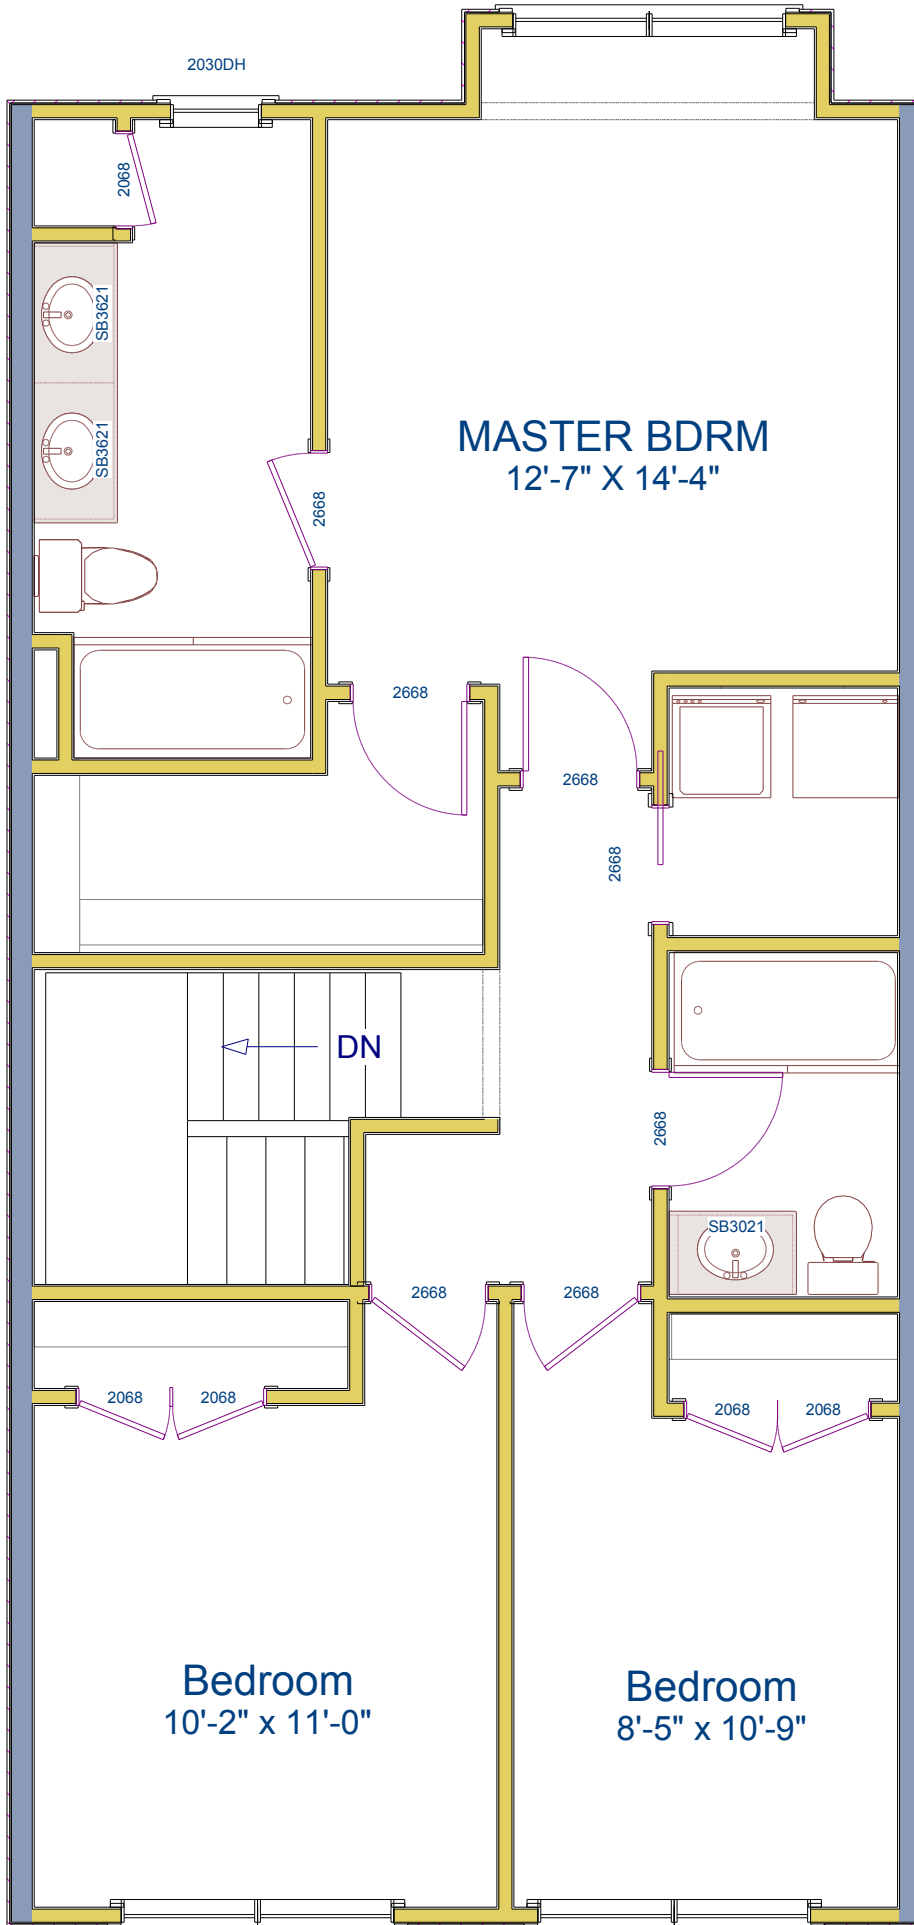 2030DH
2068
SB3621
SB3621
MASTER BDRM
12'-7" X 14'-4"
2668
2668
2668
2668
DN
2668
SB3021
2668
2668
2068
2068
2068
2068
Bedroom
10'-2" x 11'-0"
Bedroom
8'-5" x 10'-9"